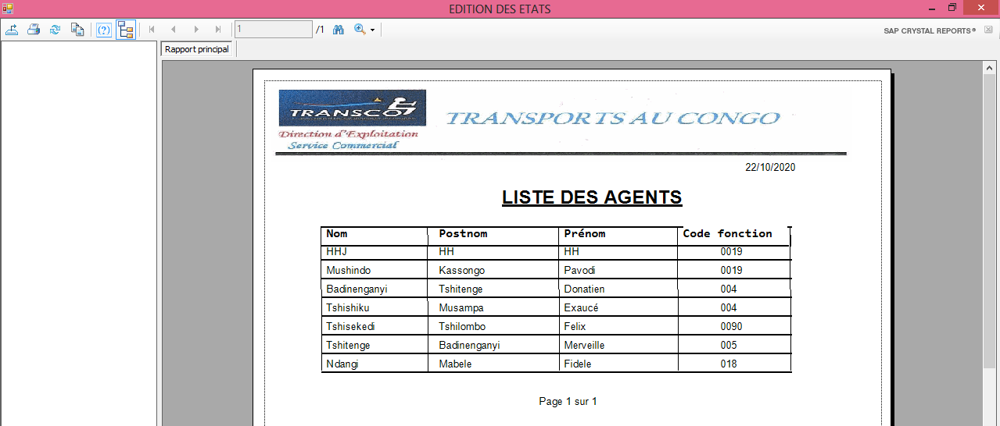 EDITION DES ETATS
1 /1
SAP CRYSTAL REPORTS®
Rapport principal
TRANSCO
TRANSPORTS AU CONGO
Direction d'Exploitation
Service Commercial
22/10/2020
LISTE DES AGENTS
Nom Postnom Prénom Code fonction
HHJ HH HH 0019
Mushindo Kassongo Pavodi 0019
Badinenganyi Tshitenge Donatien 004
Tshishiku Musampa Exaucé 004
Tshisekedi Tshilombo Felix 0090
Tshitenge Badinenganyi Merveille 005
Ndangi Mabele Fidele 018
Page 1 sur 1